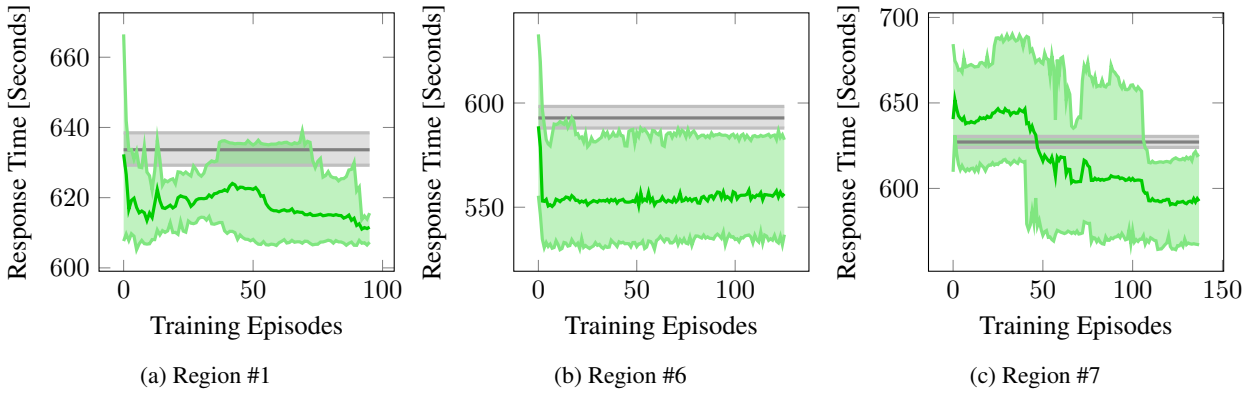 Response Time [Seconds]
660
640
620
600
0
50
100
Training Episodes
(a) Region #1
Response Time [Seconds]
600
550
0
50
100
Training Episodes
(b) Region #6
Response Time [Seconds]
700
650
600
0
50
100
150
Training Episodes
(c) Region #7